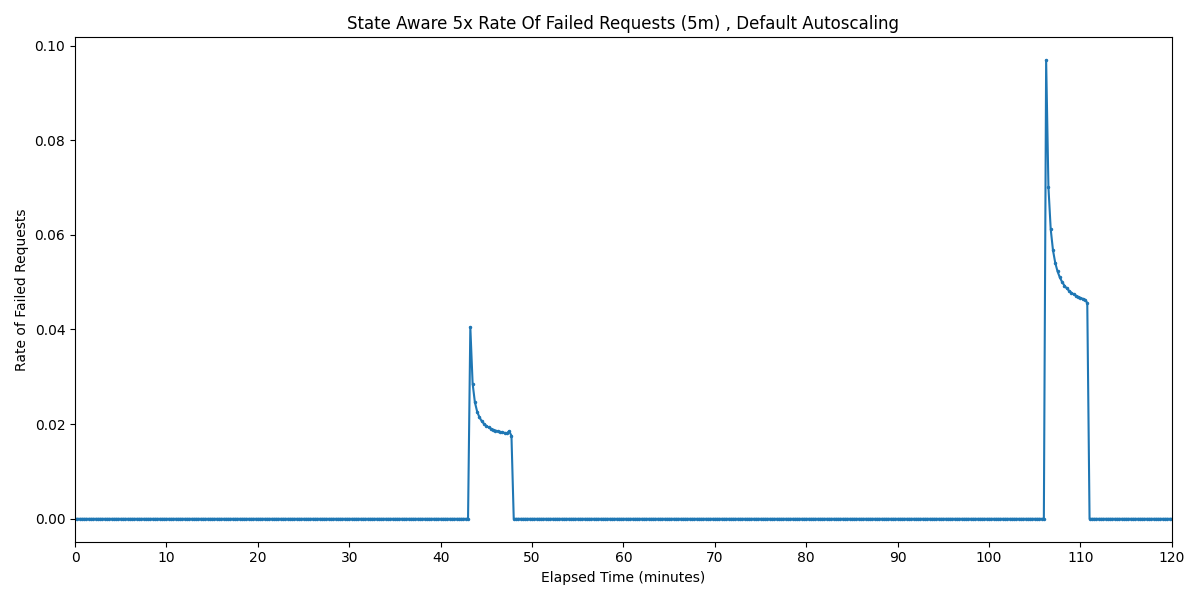 State Aware 5x Rate Of Failed Requests (5m) , Default Autoscaling
Rate of Failed Requests
0.10
0.08
0.06
0.04
0.02
0.00
0 10 20 30 40 50 60 70 80 90 100 110 120
Elapsed Time (minutes)